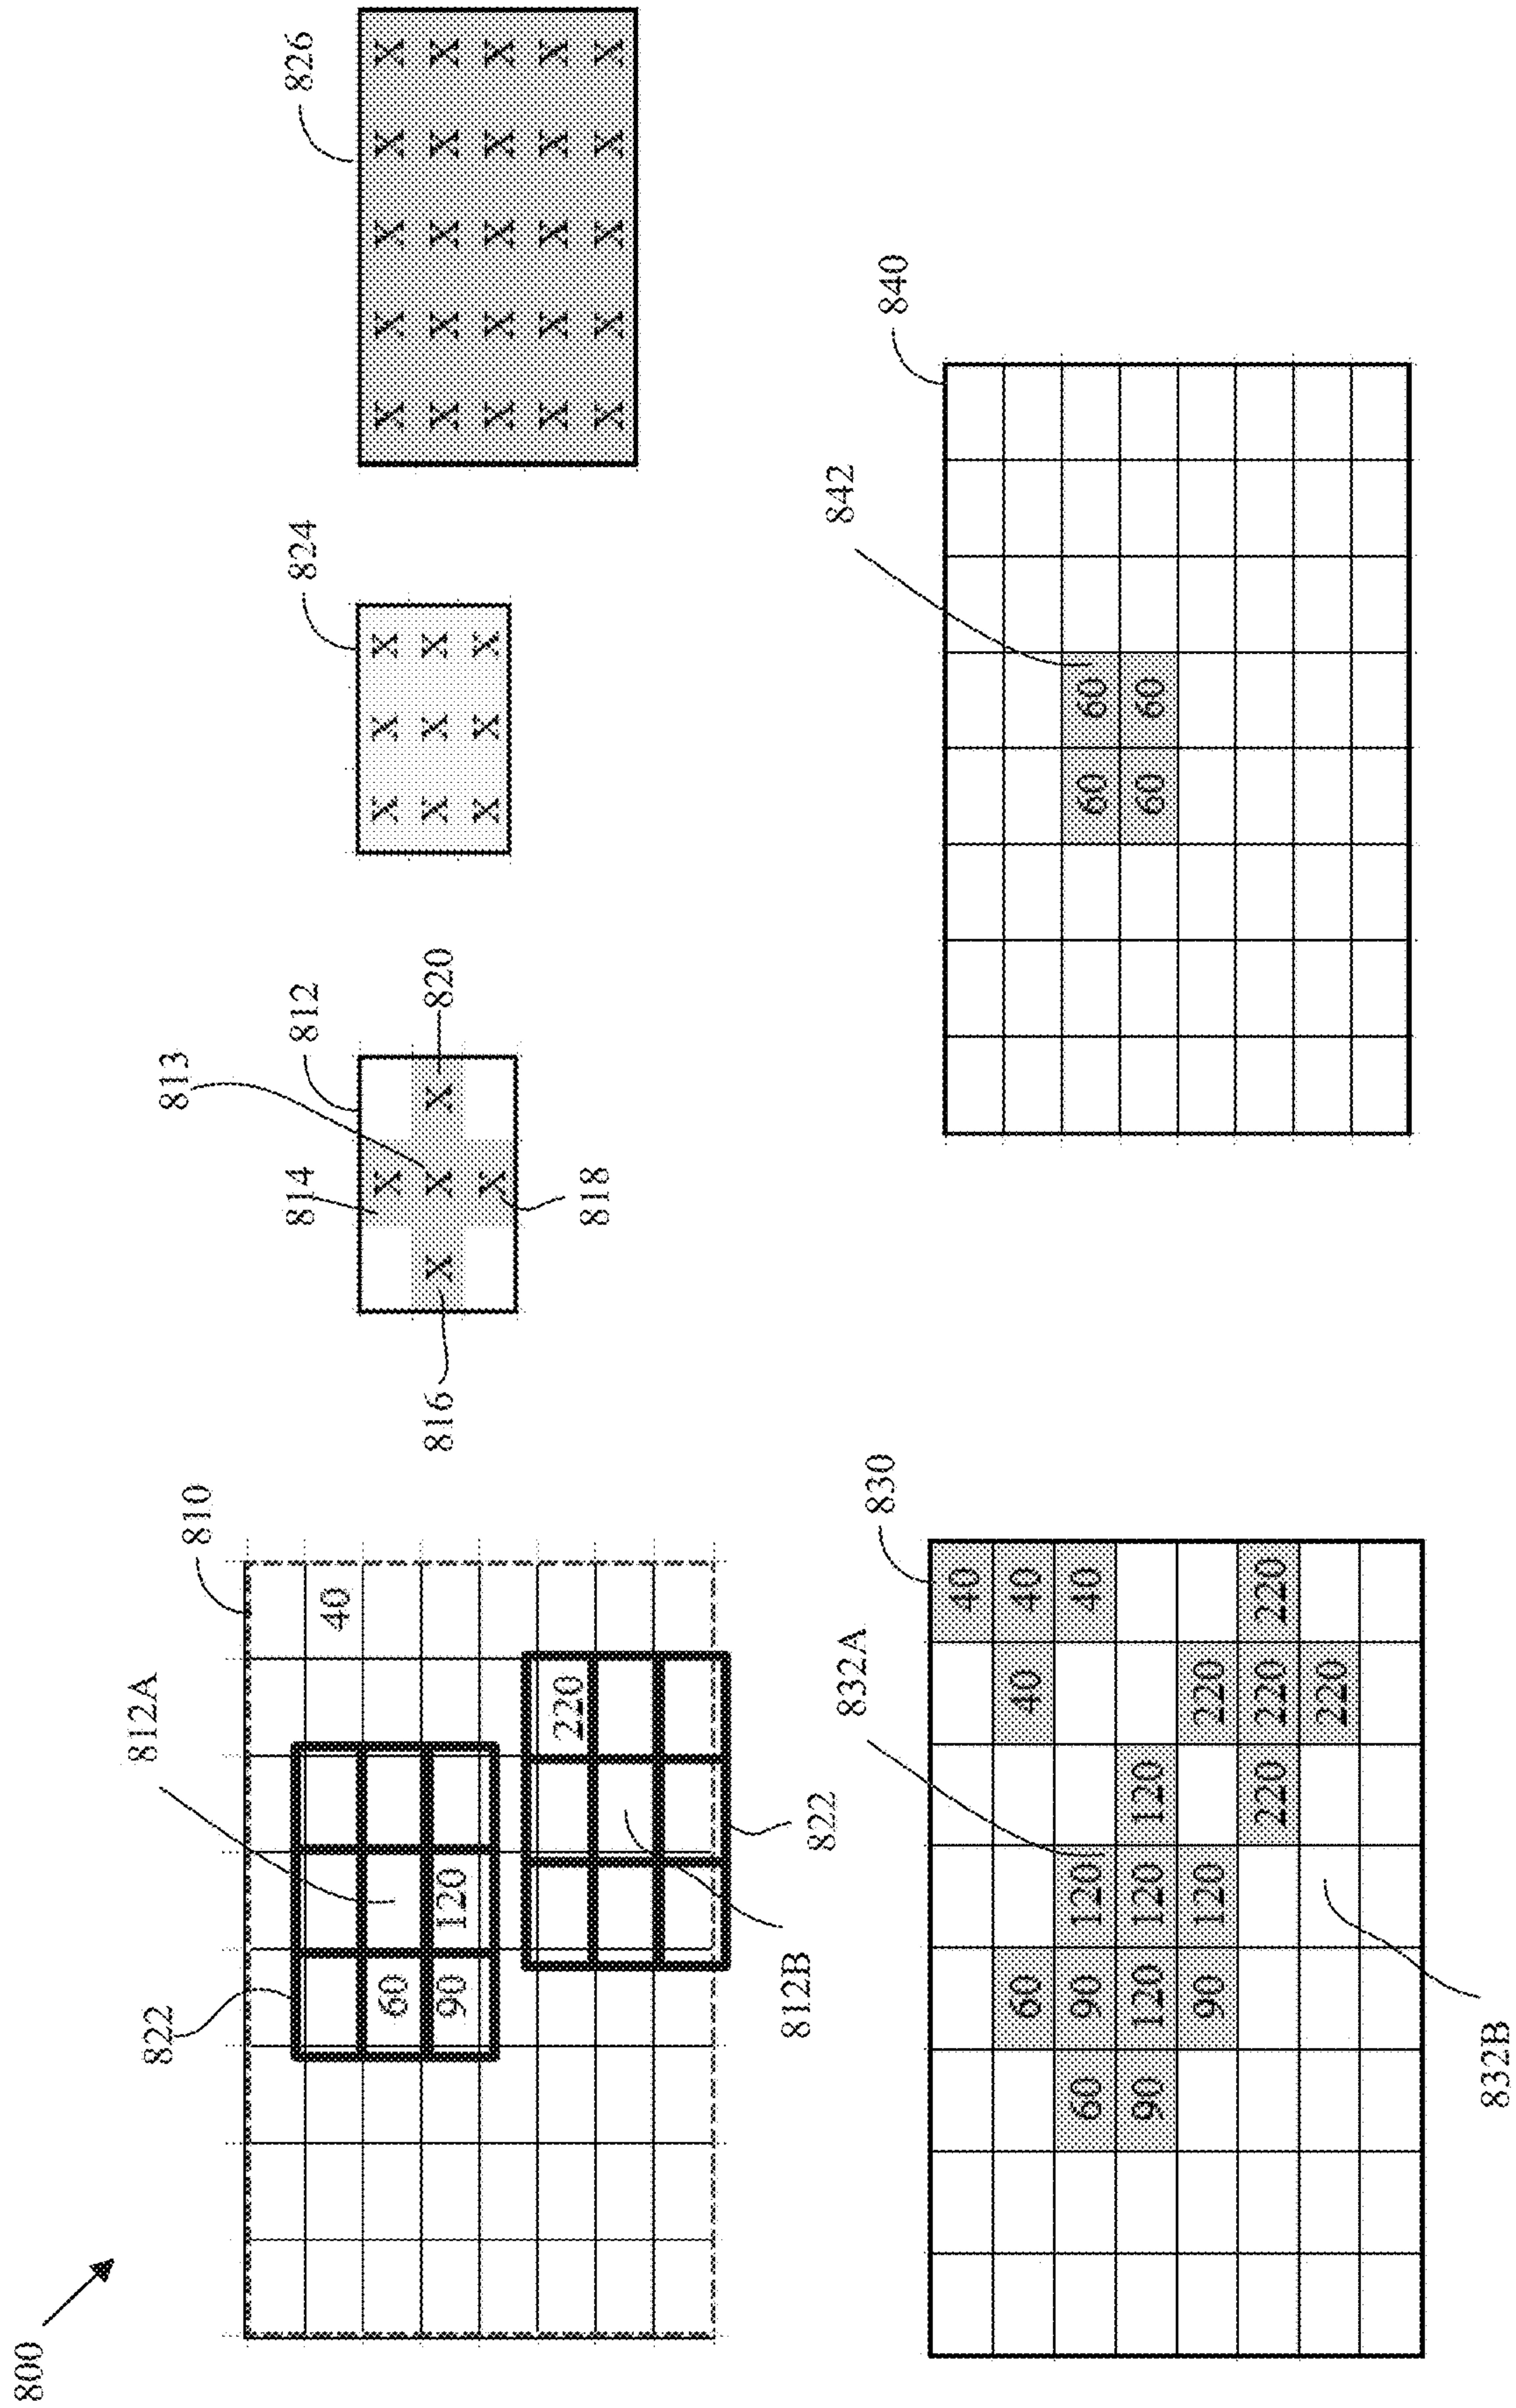 800
812A
822
810
40
60
90 120
220
812B
822
813
814
812
X
816 X X X 820
X
818
824
X X X
X X X
X X X
826
X X X X X
X X X X X
X X X X X
X X X X X
X X X X X
832A
830
40
60 40 40
60 90 120 40
90 120 120 120
90 120 220
220 220 220
220
832B
842
840
60 60
60 60